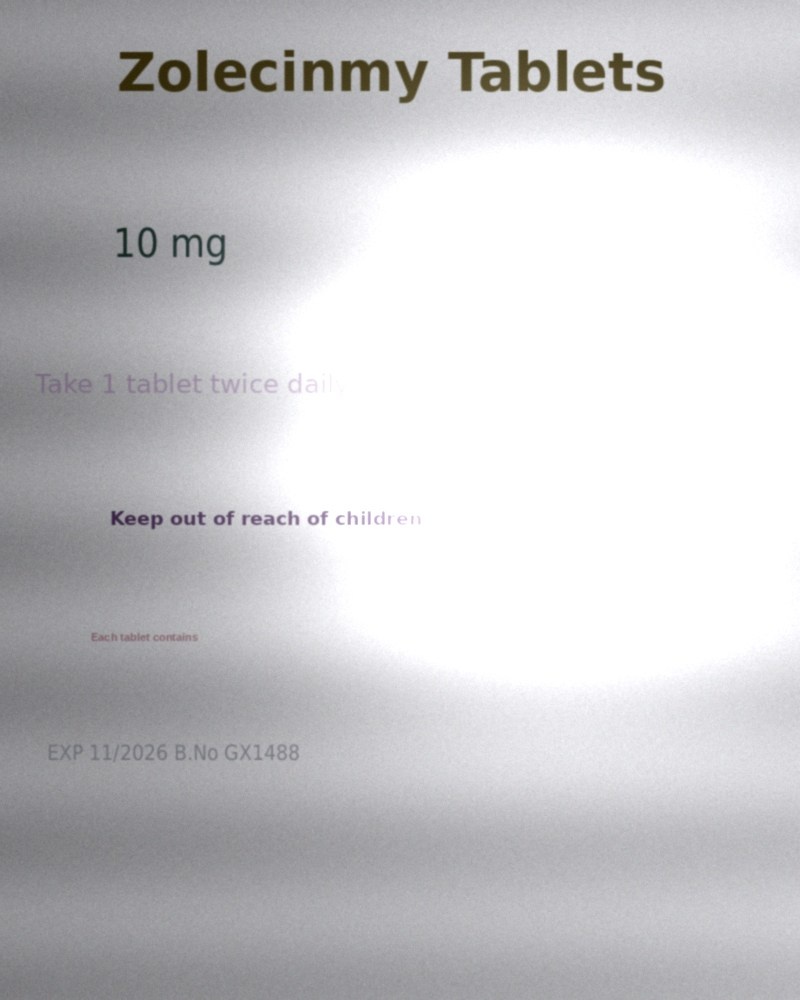 Zolecinmy Tablets
10 mg
Take 1 tablet twice daily
Keep out of reach of children
Each tablet contains
EXP 11/2026 B.No GX1488